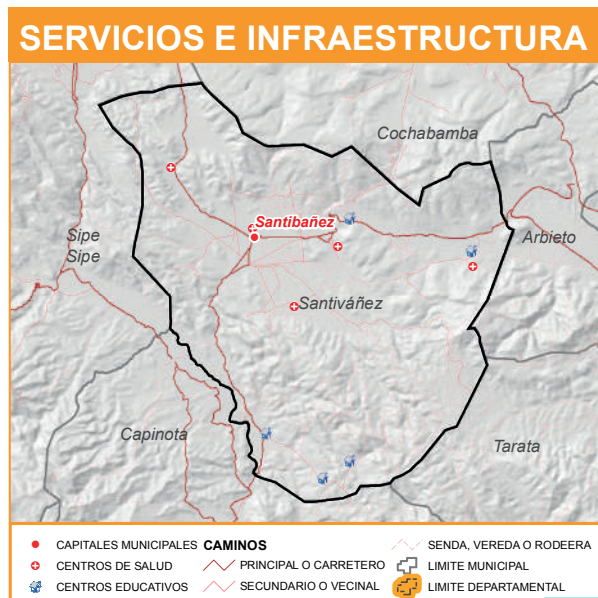 SERVICIOS E INFRAESTRUCTURA
Cochabamba
Santibañez
Sipe
Sipe
Arbieto
Santiváñez
Capinota
Tarata
CAPITALES MUNICIPALES
CENTROS DE SALUD
CENTROS EDUCATIVOS
CAMINOS
PRINCIPAL O CARRETERO
SECUNDARIO O VECINAL
SENDA, VEREDA O RODEERA
LIMITE MUNICIPAL
LIMITE DEPARTAMENTAL